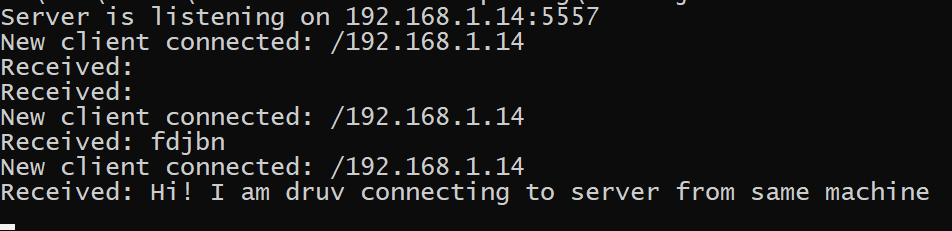 Server is listening on 192.168.1.14:5557
New client connected: /192.168.1.14
Received:
Received:
New client connected: /192.168.1.14
Received: fdjbn
New client connected: /192.168.1.14
Received: Hi! I am druv connecting to server from same machine